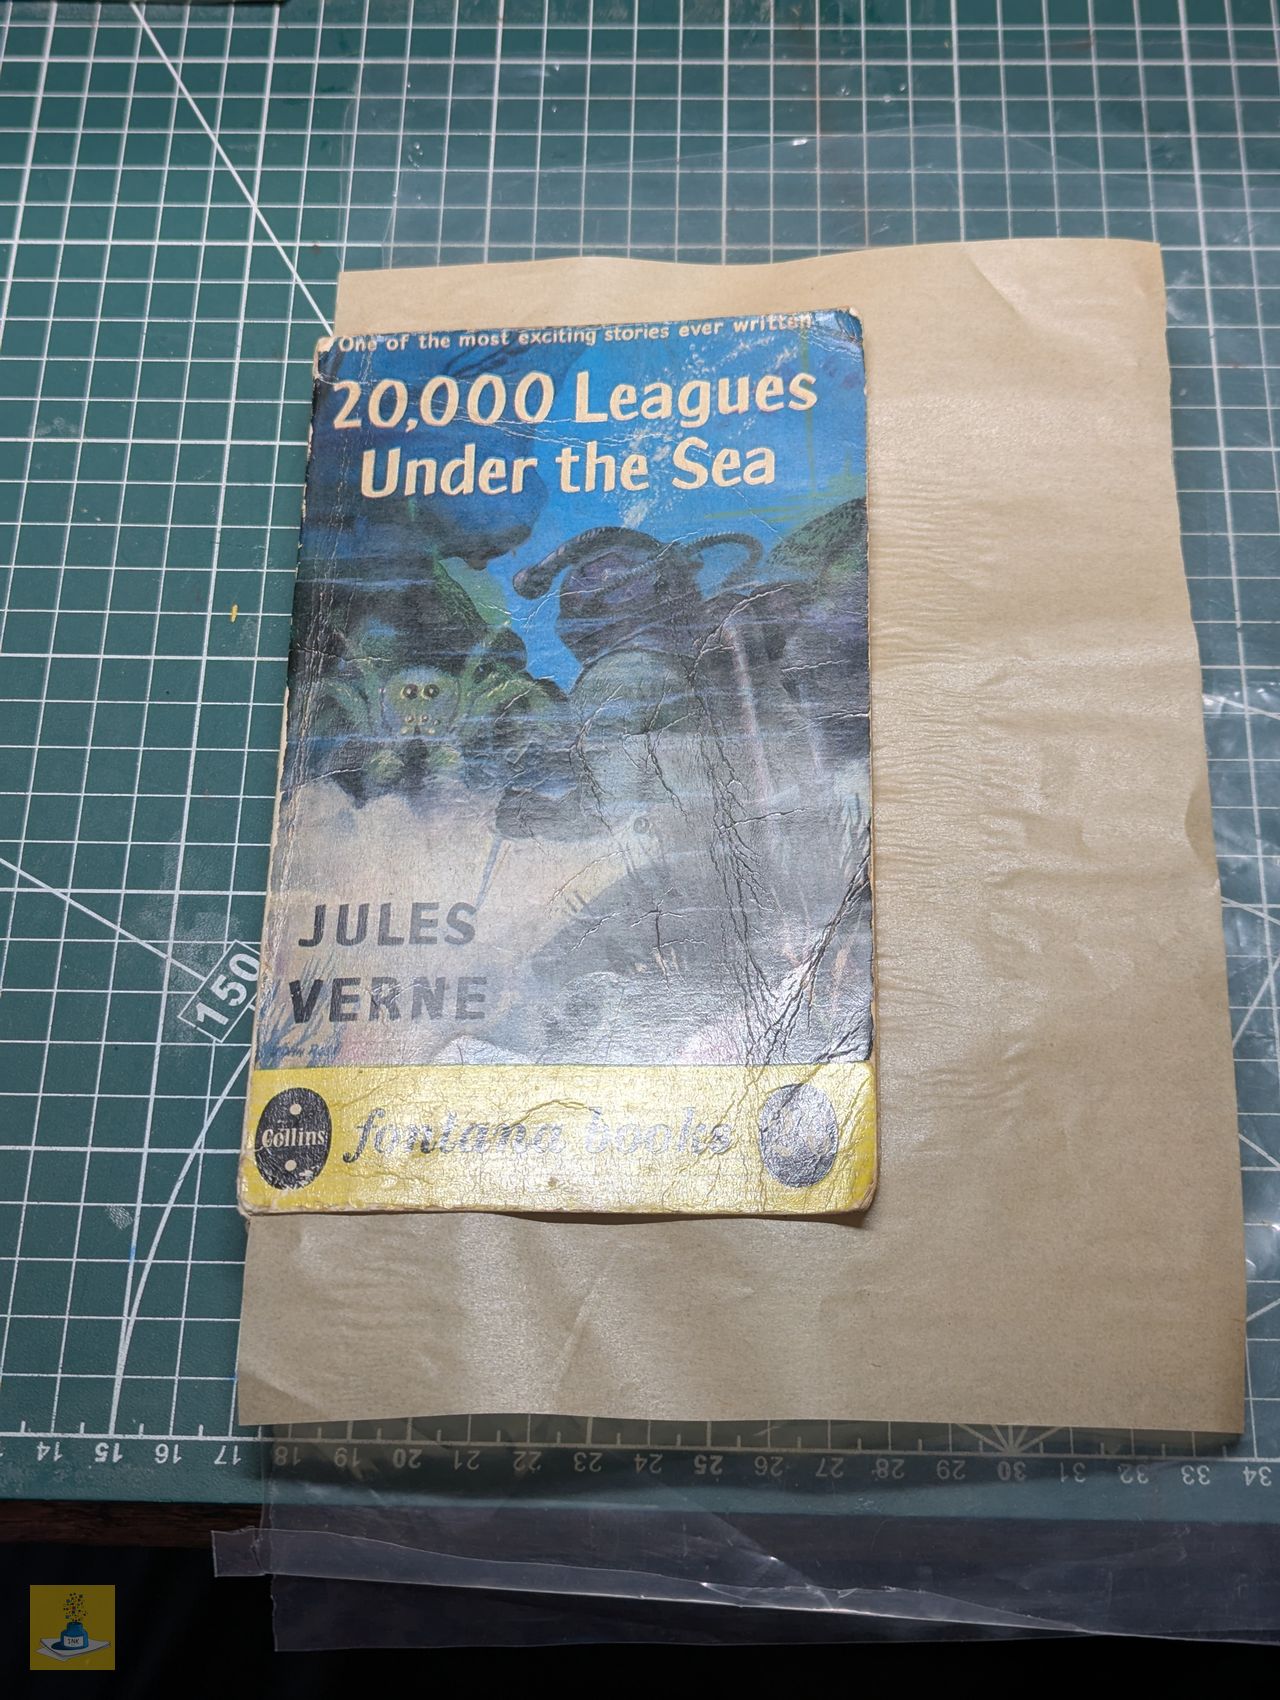 One of the most exciting stories ever written
20,000 Leagues
Under the Sea
JULES
VERNE
Collins
fontana books
150
14 15 16 17 18 19 20 21 22 23 24 25 26 27 28 29 30 31 32 33 34
INK